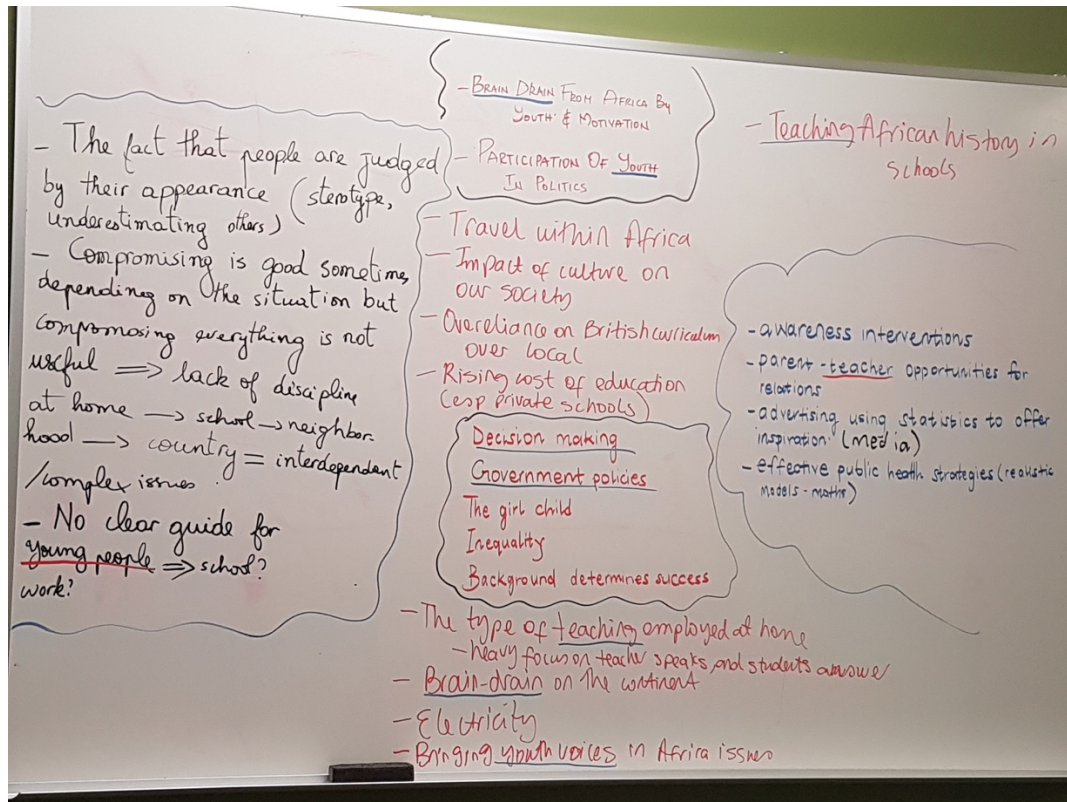 - The fact that people are judged
by their appearance (sterotype,
underestimating others)
- Compromising is good sometime,
depending on the situation but
compromosing everything is not
useful ⟹ lack of discipline
at home → school → neighbor-
hood → country = interdependant
/complex issues.
- No clear guide for
young people ⟹ school?
work?
- BRAIN DRAIN FROM AFRICA BY
YOUTH & MOTIVATION
- PARTICIPATION OF YOUTH
IN POLITICS
- Travel within Africa
- Impact of culture on
our society
- Overeliance on British curriculum
over local
- Rising cost of education
(esp private schools)
Decision making
Government policies
The girl child
Inequality
Background determines success
- The type of teaching employed at home
- heavy focus on teacher speaks, and students
- Brain-drain on the continent
- Electricity
- Bringing youth voices in Africa issues
- Teaching African history in
schools
- awareness interventions
- parent-teacher opportunities for
relations
- advertising using statistics to offer
inspiration (media)
- effective public health strategies (realistic
models - maths)